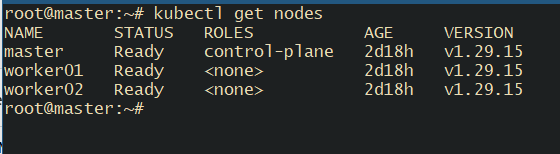 root@master:~# kubectl get nodes
NAME       STATUS   ROLES           AGE     VERSION
master     Ready    control-plane   2d18h   v1.29.15
worker01   Ready    <none>          2d18h   v1.29.15
worker02   Ready    <none>          2d18h   v1.29.15
root@master:~#